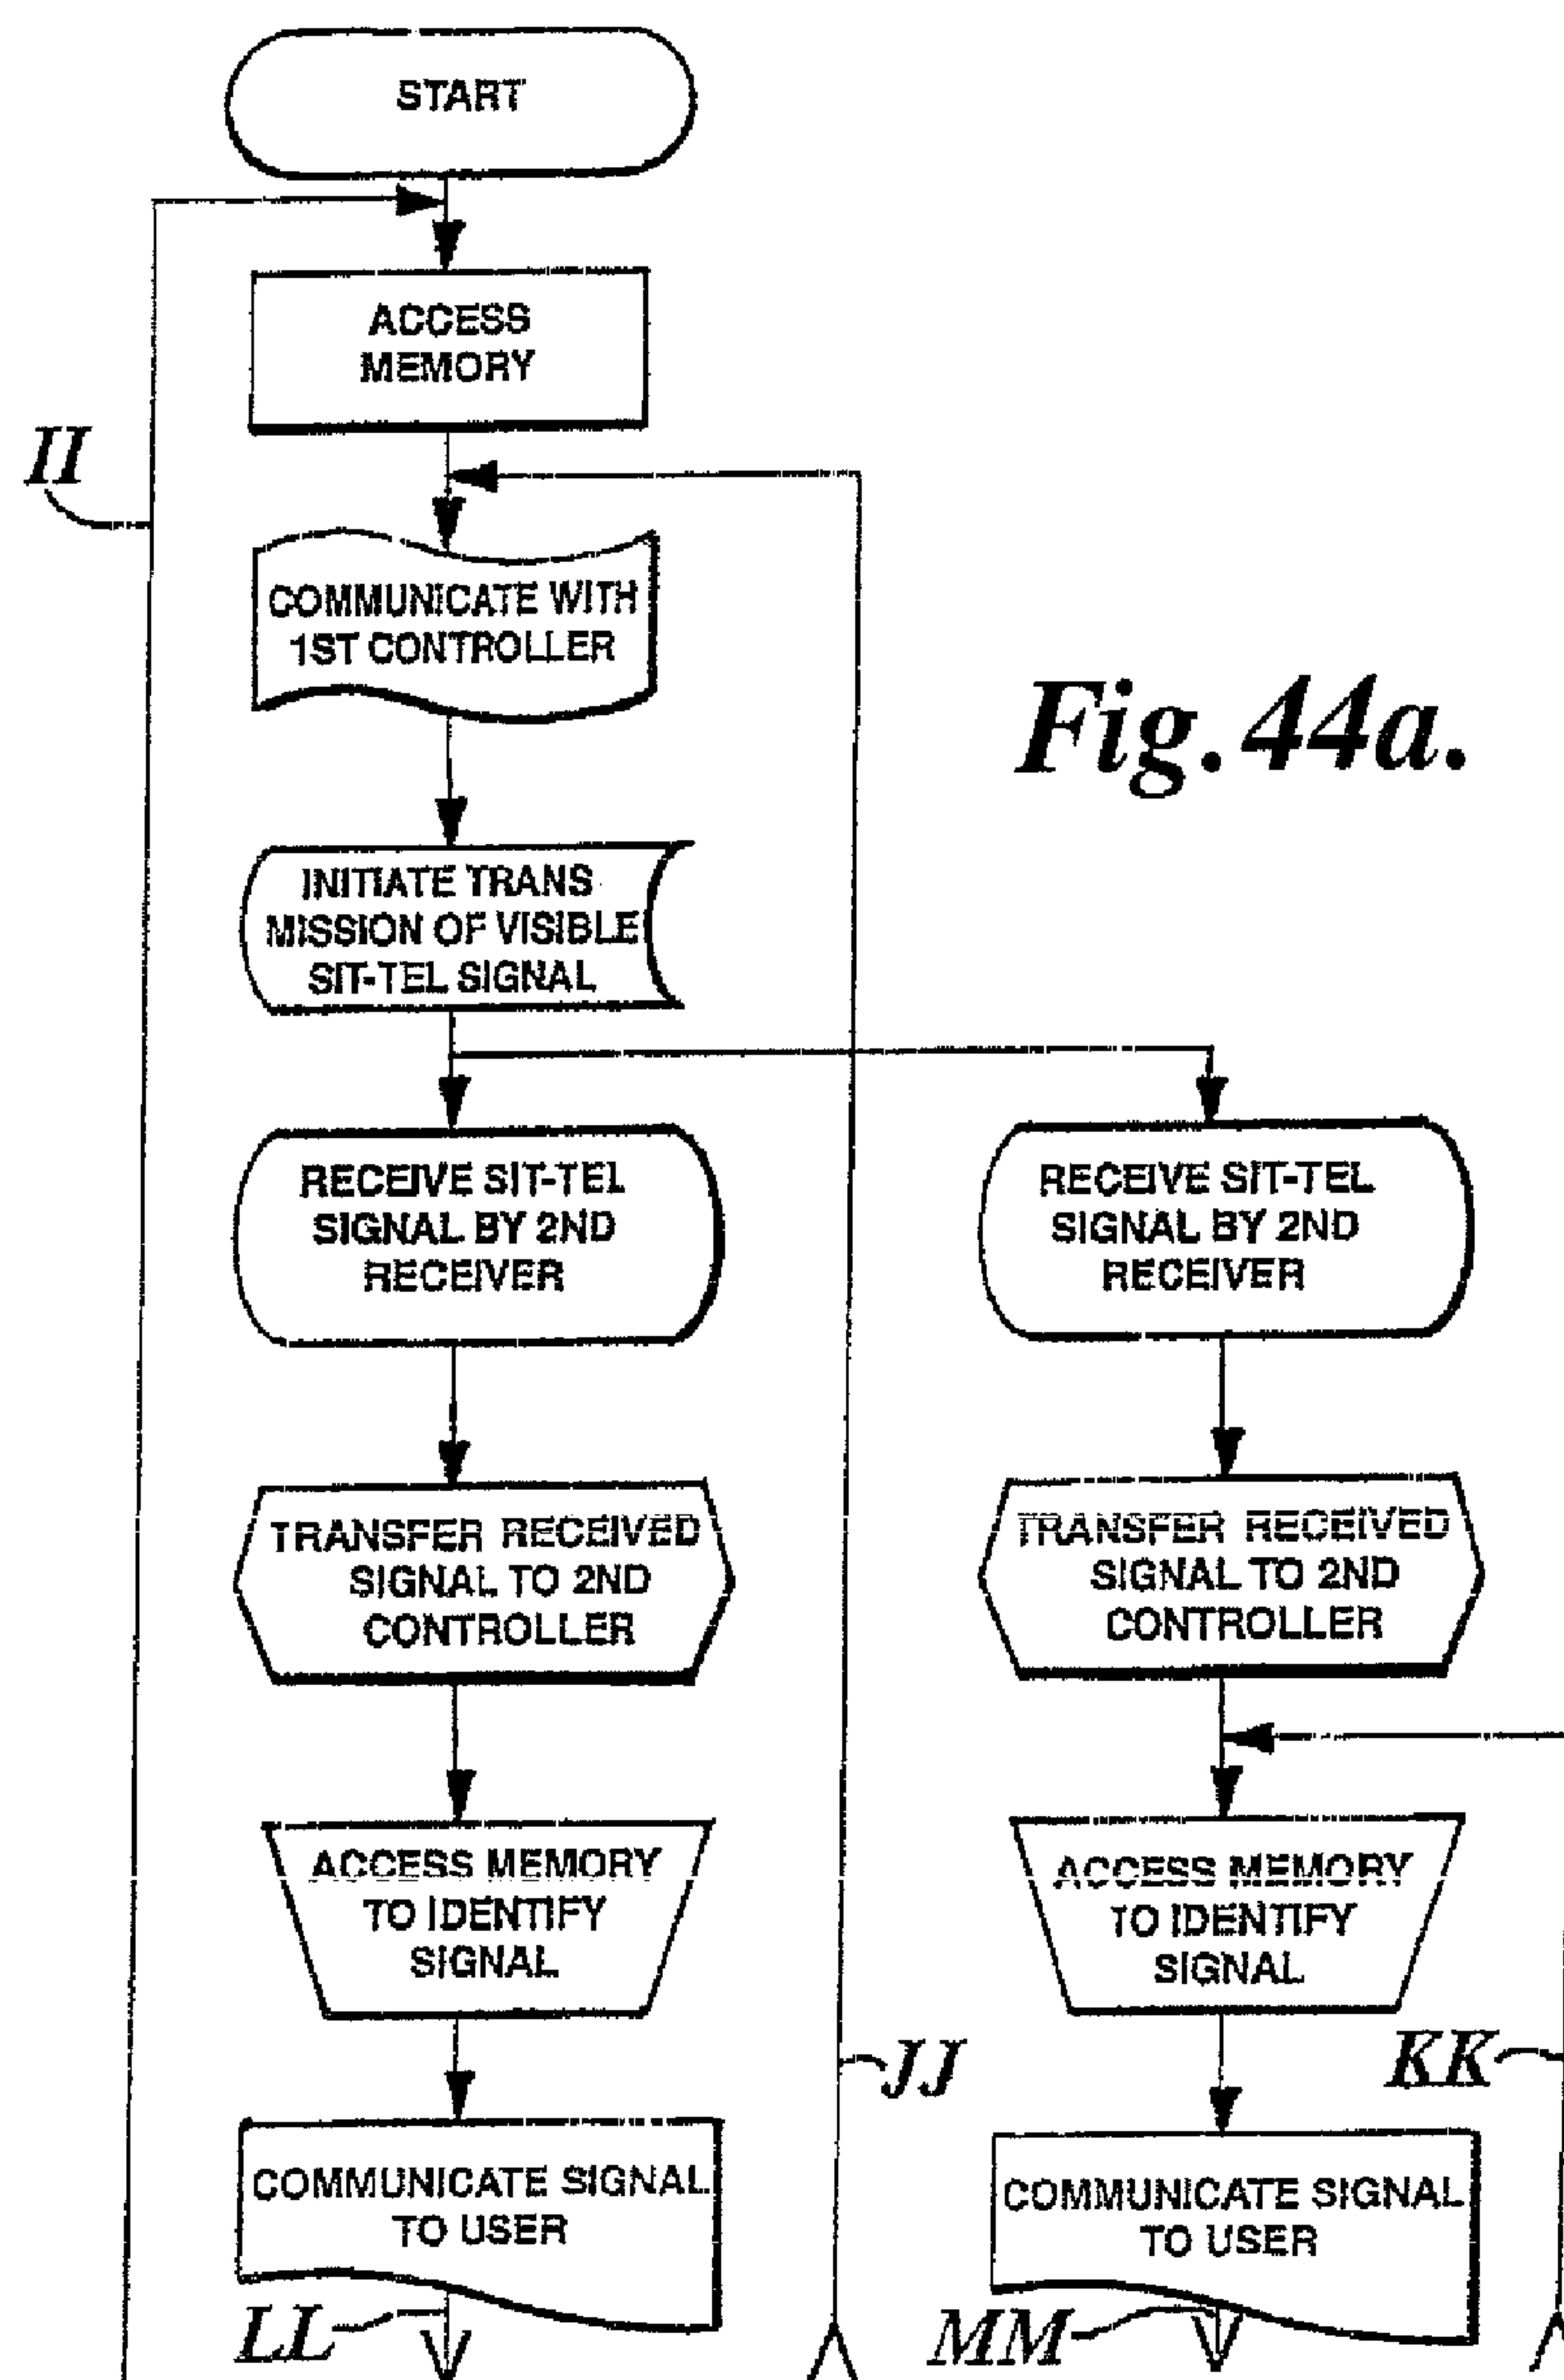 START
ACCESS
MEMORY
II
COMMUNICATE WITH
1ST CONTROLLER
Fig. 44a.
INITIATE TRANS
MISSION OF VISIBLE
SIT-TEL SIGNAL
RECEIVE SIT-TEL
SIGNAL BY 2ND
RECEIVER
RECEIVE SIT-TEL
SIGNAL BY 2ND
RECEIVER
TRANSFER RECEIVED
SIGNAL TO 2ND
CONTROLLER
TRANSFER RECEIVED
SIGNAL TO 2ND
CONTROLLER
ACCESS MEMORY
TO IDENTIFY
SIGNAL
ACCESS MEMORY
TO IDENTIFY
SIGNAL
JJ
KK
COMMUNICATE SIGNAL
TO USER
COMMUNICATE SIGNAL
TO USER
LL
MM